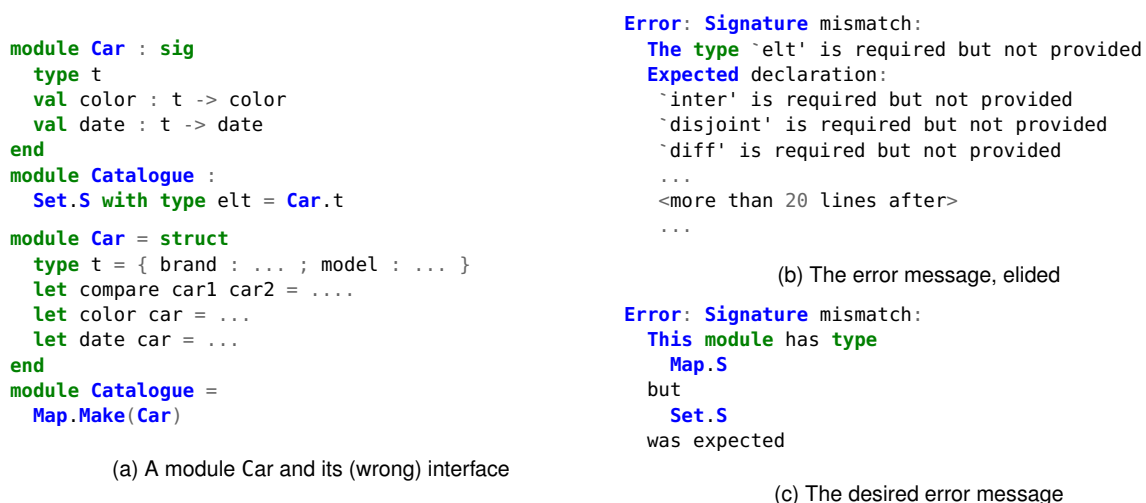 module Car : sig
  type t
  val color : t -> color
  val date : t -> date
end
module Catalogue :
  Set.S with type elt = Car.t
module Car = struct
  type t = { brand : ... ; model : ... }
  let compare car1 car2 = ....
  let color car = ...
  let date car = ...
end
module Catalogue =
  Map.Make(Car)
(a) A module Car and its (wrong) interface
Error: Signature mismatch:
  The type `elt' is required but not provided
  Expected declaration:
   `inter' is required but not provided
   `disjoint' is required but not provided
   `diff' is required but not provided
   ...
   <more than 20 lines after>
   ...
(b) The error message, elided
Error: Signature mismatch:
  This module has type
    Map.S
  but
    Set.S
  was expected
(c) The desired error message